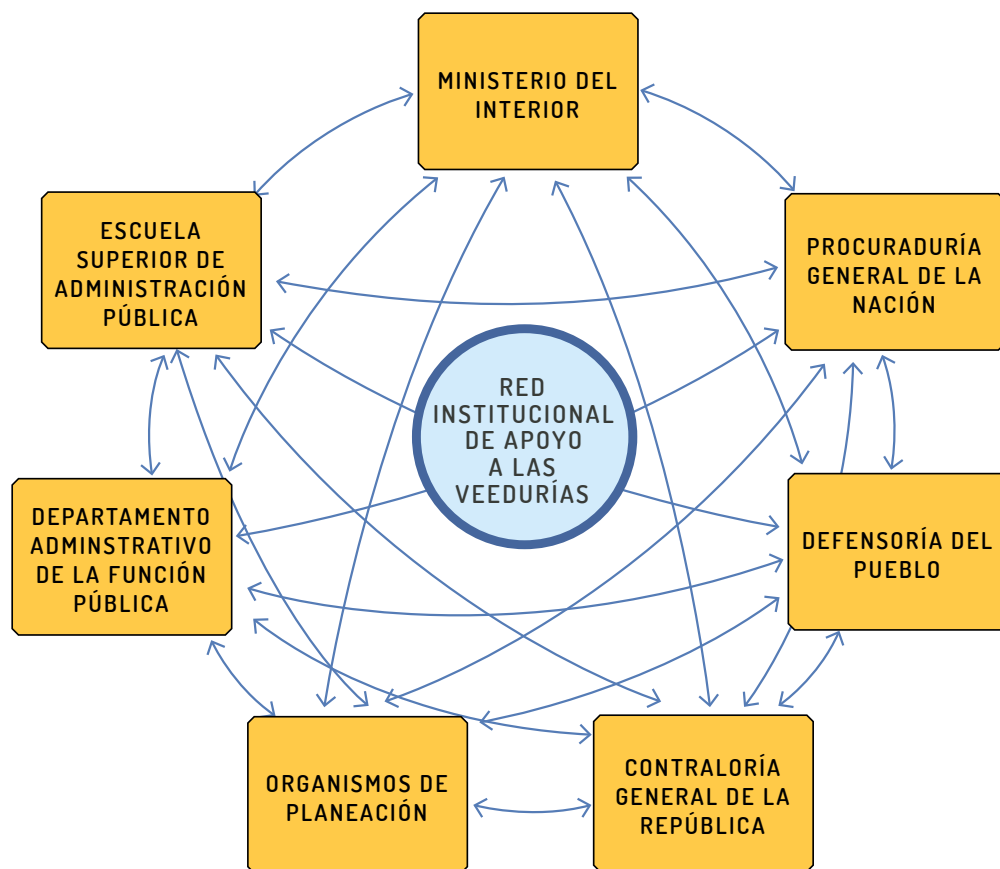 MINISTERIO DEL
INTERIOR
ESCUELA
SUPERIOR DE
ADMINISTRACIÓN
PÚBLICA
PROCURADURÍA
GENERAL DE LA
NACIÓN
RED
INSTITUCIONAL
DE APOYO
A LAS
VEEDURÍAS
DEPARTAMENTO
ADMINSTRATIVO
DE LA FUNCIÓN
PÚBLICA
DEFENSORÍA DEL
PUEBLO
ORGANISMOS DE
PLANEACIÓN
CONTRALORÍA
GENERAL DE LA
REPÚBLICA